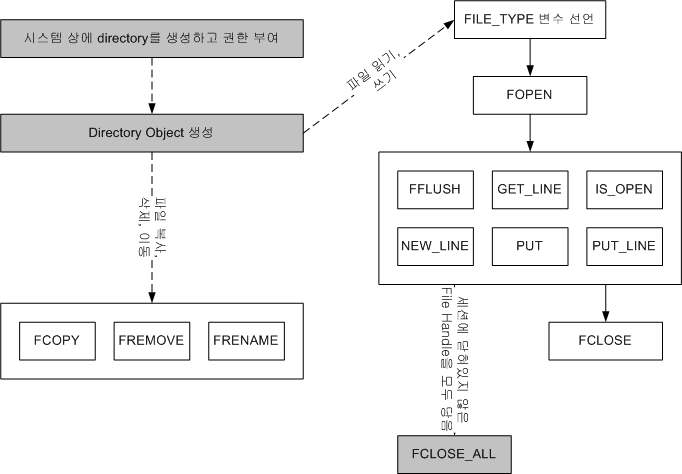 시스템 상에 directory를 생성하고 권한 부여
Directory Object 생성
파일 복사,
삭제, 이동
FCOPY
FREMOVE
FRENAME
파일 읽기,
쓰기
FILE_TYPE 변수 선언
FOPEN
FFLUSH
GET_LINE
IS_OPEN
NEW_LINE
PUT
PUT_LINE
세션에 닫혀있지 않은
File Handle을 모두 닫음
FCLOSE
FCLOSE_ALL